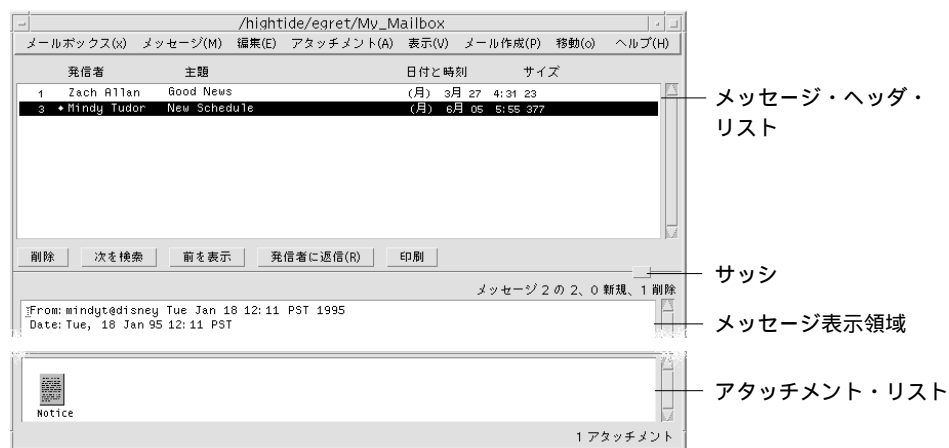 /hightide/egret/My_Mailbox
メールボックス(x) メッセージ(M) 編集(E) アタッチメント(A) 表示(V) メール作成(P) 移動(o) ヘルプ(H)
発信者 主題 日付と時刻 サイズ
1 Zach Allan Good News (月) 3月 27 4:31 23
3 ◆Mindy Tudor New Schedule (月) 6月 05 5:55 377
メッセージ・ヘッダ・
リスト
削除 次を検索 前を表示 発信者に返信(R) 印刷
サッシ
メッセージ 2 の 2、0 新規、1 削除
From: mindyt@disney Tue Jan 18 12:11 PST 1995
Date: Tue, 18 Jan 95 12:11 PST
メッセージ表示領域
アタッチメント・リスト
Notice
1 アタッチメント